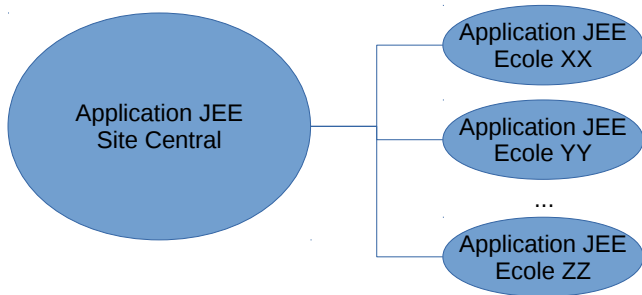 Application JEE
Site Central
Application JEE
Ecole XX
Application JEE
Ecole YY
...
Application JEE
Ecole ZZ